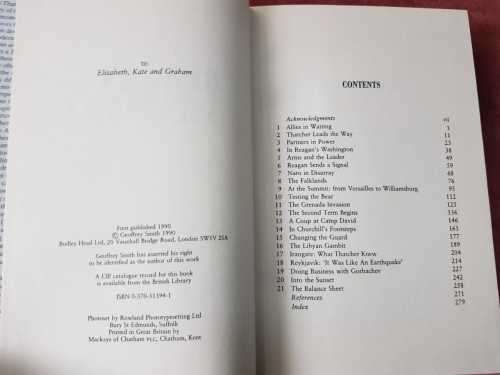 TO
Elizabeth, Kate and Graham
First published 1990
© Geoffrey Smith 1990
Bodley Head Ltd, 20 Vauxhall Bridge Road, London SW1V 2SA
Geoffrey Smith has asserted his right
to be identified as the author of this work
A CIP catalogue record for this book
is available from the British Library
ISBN 0-370-31394-1
Photoset by Rowland Phototypesetting Ltd
Bury St Edmunds, Suffolk
Printed in Great Britain by
Mackays of Chatham PLC, Chatham, Kent
CONTENTS
Acknowledgments
1 Allies in Waiting 1
2 Thatcher Leads the Way 11
3 Partners in Power 23
4 In Reagan's Washington 38
5 Arms and the Leader 49
6 Reagan Sends a Signal 59
7 Nato in Disarray 68
8 The Falklands 76
9 At the Summit: from Versailles to Williamsburg 95
10 Testing the Bear 112
11 The Grenada Invasion 125
12 The Second Term Begins 136
13 A Coup at Camp David 146
14 In Churchill's Footsteps 160
15 Changing the Guard 177
16 The Libyan Gambit 189
17 Irangate: What Thatcher Knew 204
18 Reykjavik: 'It Was Like An Earthquake' 214
19 Doing Business with Gorbachev 227
20 Into the Sunset 242
21 The Balance Sheet 258
References 271
Index 279